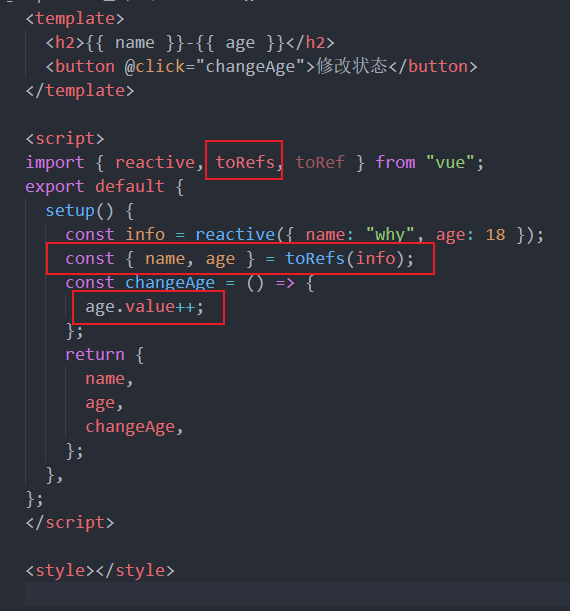 <template>
  <h2>{{ name }}-{{ age }}</h2>
  <button @click="changeAge">修改状态</button>
</template>
<script>
import { reactive, toRefs, toRef } from "vue";
export default {
  setup() {
    const info = reactive({ name: "why", age: 18 });
    const { name, age } = toRefs(info);
    const changeAge = () => {
      age.value++;
    };
    return {
      name,
      age,
      changeAge,
    };
  },
};
</script>
<style></style>